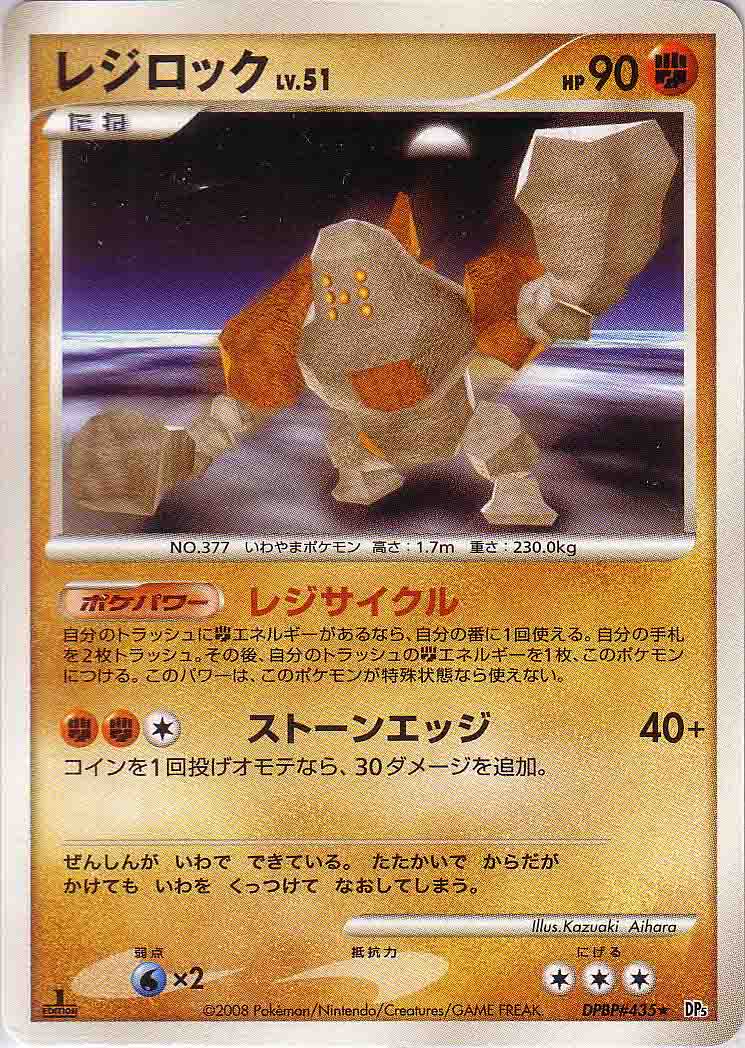 レジロック LV.51 HP 90
たね
NO.377 いわやまポケモン 高さ：1.7m 重さ：230.0kg
ポケパワー レジサイクル
自分のトラッシュにエネルギーがあるなら、自分の番に1回使える。自分の手札
を2枚トラッシュ。その後、自分のトラッシュのエネルギーを1枚、このポケモン
につける。このパワーは、このポケモンが特殊状態なら使えない。
ストーンエッジ 40+
コインを1回投げオモテなら、30ダメージを追加。
ぜんしんが いわで できている。 たたかいで からだが
かけても いわを くっつけて なおしてしまう。
Illus.Kazuaki Aihara
弱点 抵抗力 にげる
×2
1 EDITION ©2008 Pokémon/Nintendo/Creatures/GAME FREAK. DPBP#435★ DP5